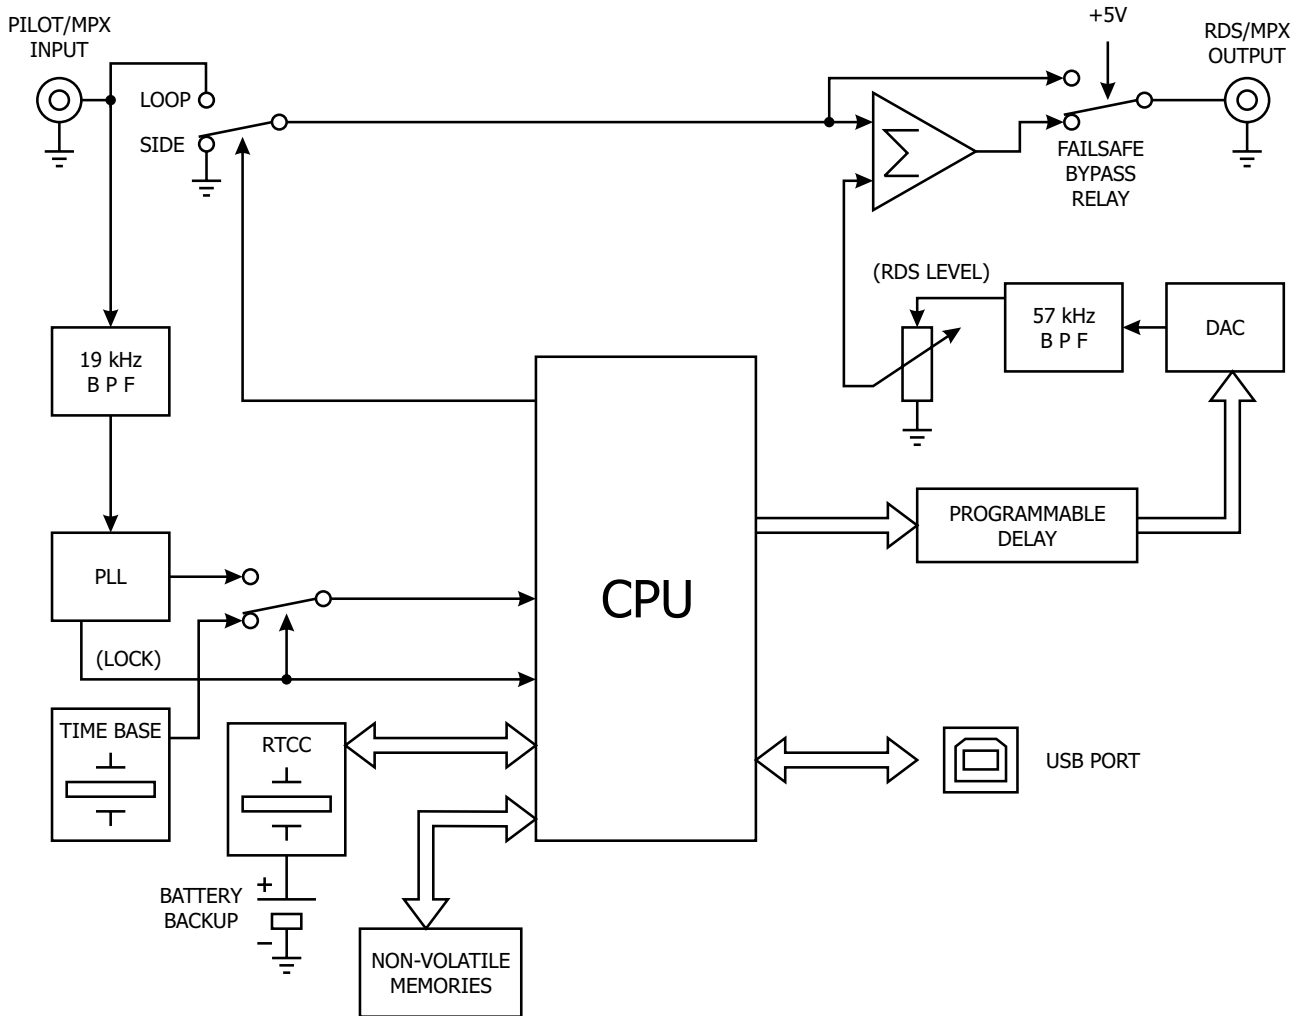 PILOT/MPX
INPUT
+5V
RDS/MPX
OUTPUT
LOOP
SIDE
FAILSAFE
BYPASS
RELAY
(RDS LEVEL)
57 kHz
B P F
DAC
19 kHz
B P F
PROGRAMMABLE
DELAY
PLL
CPU
(LOCK)
TIME BASE
RTCC
USB PORT
BATTERY
BACKUP
+
−
NON-VOLATILE
MEMORIES
Σ